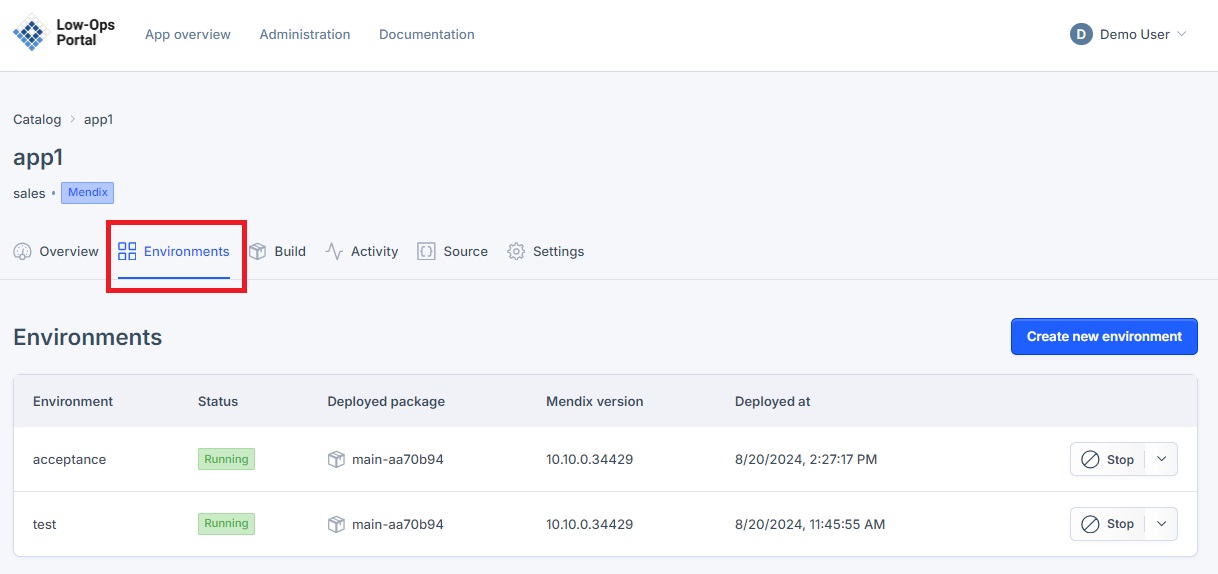 Low-Ops
Portal
App overview Administration Documentation
D Demo User
Catalog > app1
app1
sales • Mendix
Overview Environments Build Activity Source Settings
Environments
Create new environment
Environment Status Deployed package Mendix version Deployed at
acceptance Running main-aa70b94 10.10.0.34429 8/20/2024, 2:27:17 PM Stop
test Running main-aa70b94 10.10.0.34429 8/20/2024, 11:45:55 AM Stop